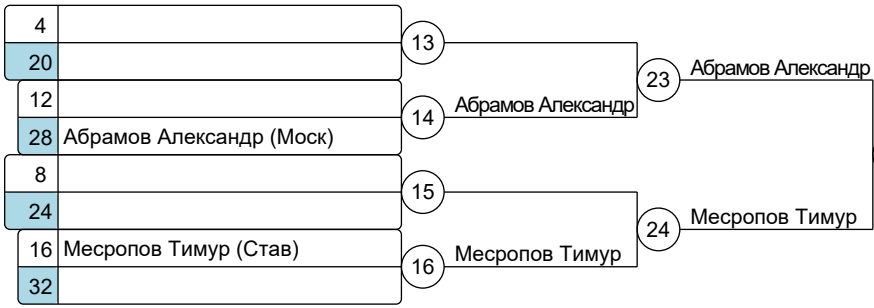 4
13
20
23 Абрамов Александр
12
14 Абрамов Александр
28 Абрамов Александр (Моск)
8
15
24
24 Месропов Тимур
16 Месропов Тимур (Став)
16 Месропов Тимур
32